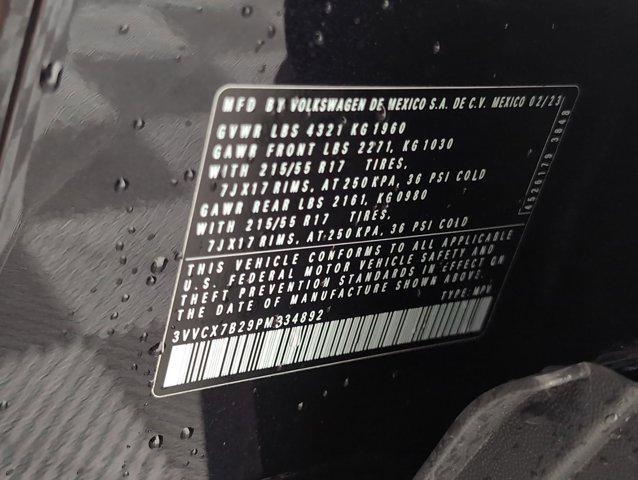 MFD BY VOLKSWAGEN DE MEXICO S.A. DE C.V. MEXICO 02/23
GVWR LBS 4321 KG 1960
GAWR FRONT LBS 2271, KG 1030
WITH 215/55 R17 TIRES,
7JX17 RIMS, AT 250 KPA, 36 PSI COLD
GAWR REAR LBS 2161, KG 0980
WITH 215/55 R17 TIRES,
7JX17 RIMS, AT 250 KPA, 36 PSI COLD
THIS VEHICLE CONFORMS TO ALL APPLICABLE
U.S. FEDERAL MOTOR VEHICLE SAFETY AND
THEFT PREVENTION STANDARDS IN EFFECT ON
THE DATE OF MANUFACTURE SHOWN ABOVE.
3VVCX7B29PM334892 TYPE: MPV
4526179 3848